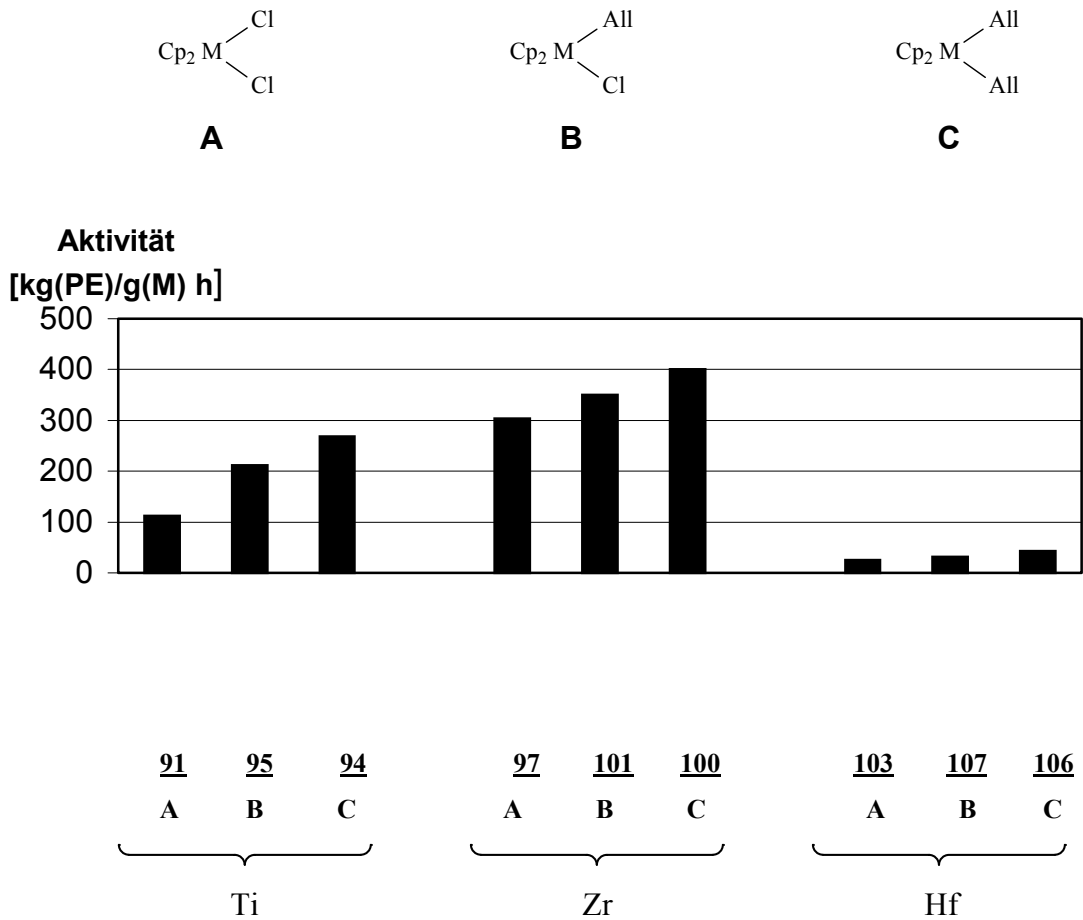 Cl All All
Cp2 M Cp2 M Cp2 M
Cl Cl All
A B C
Aktivität
[kg(PE)/g(M) h]
500
400
300
200
100
0
91 95 94 97 101 100 103 107 106
A B C A B C A B C
Ti Zr Hf